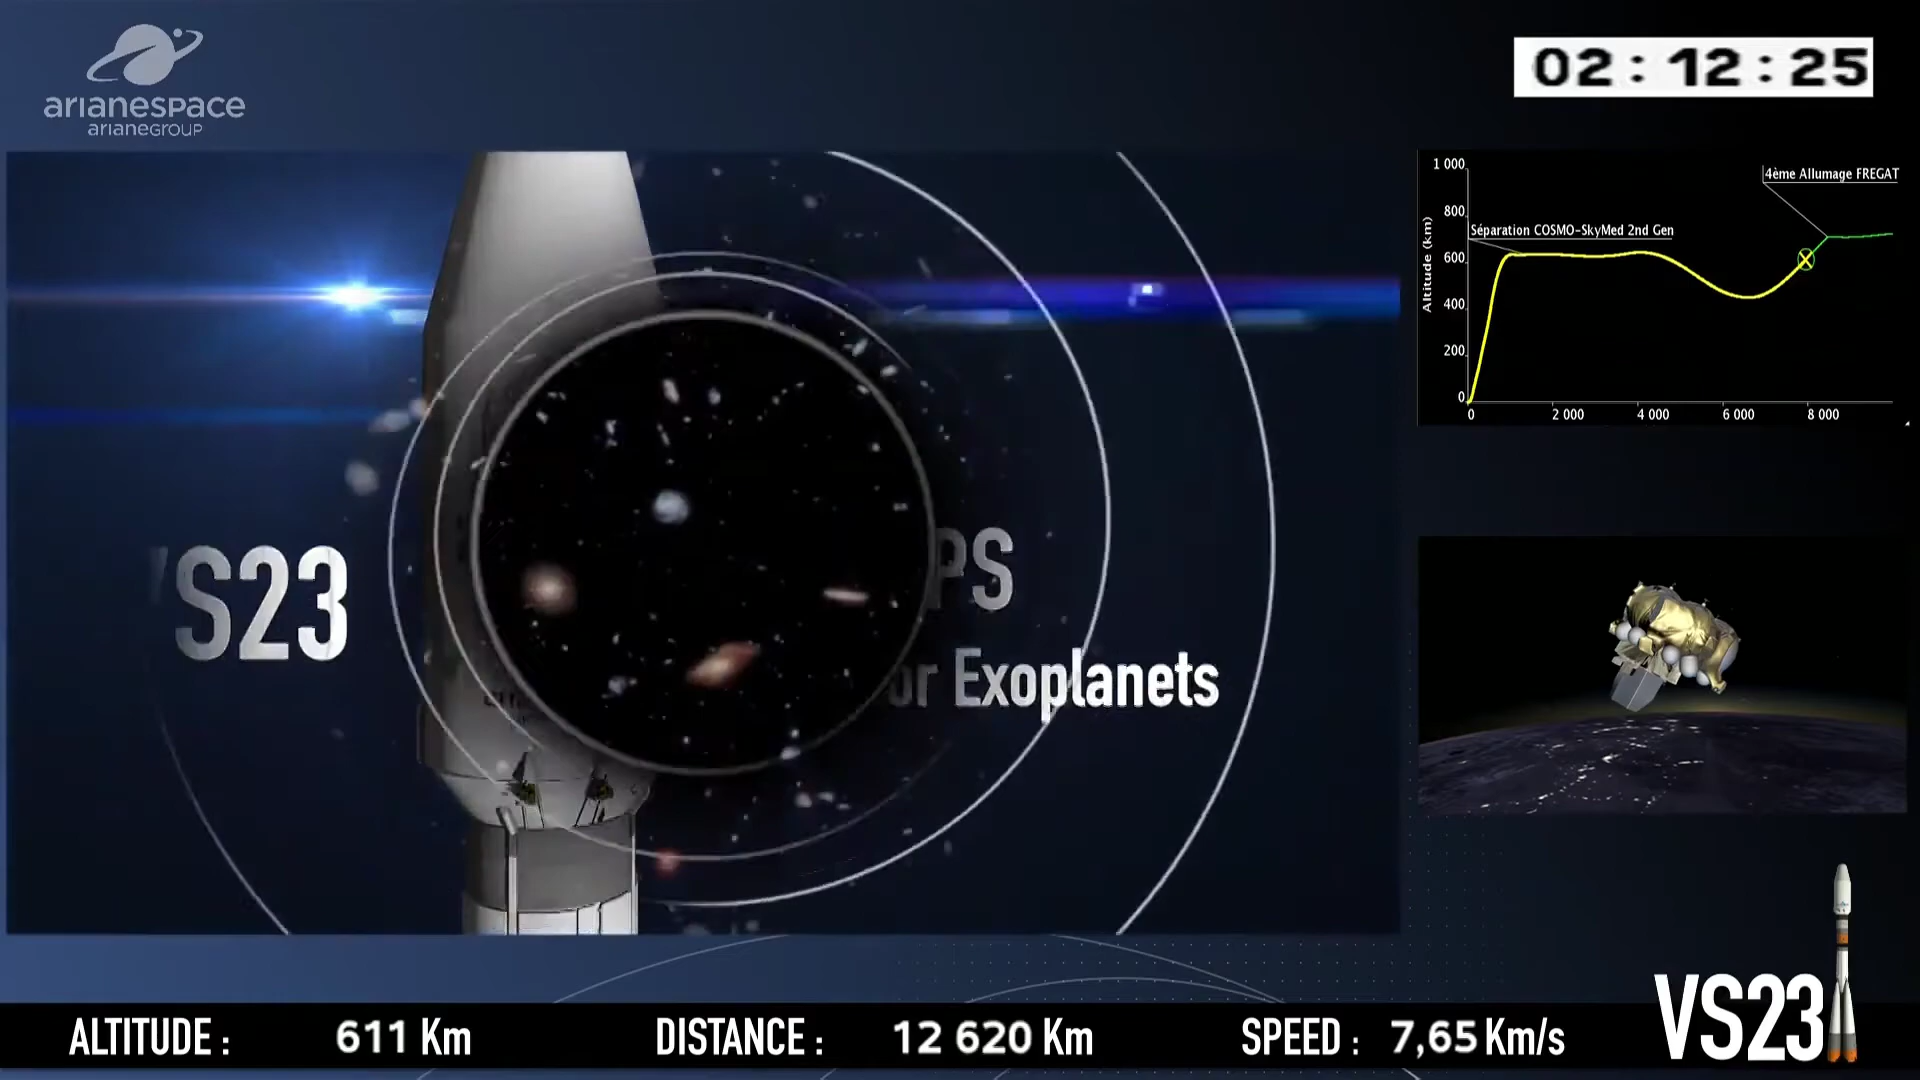 arianespace
arianeGROUP
02:12:25
1 000
800
600
400
200
0
Altitude (km)
4ème Allumage FREGAT
Séparation COSMO-SkyMed 2nd Gen
0
2 000
4 000
6 000
8 000
S23
PS
or Exoplanets
ALTITUDE : 611 Km DISTANCE : 12 620 Km SPEED : 7,65 Km/s
VS23